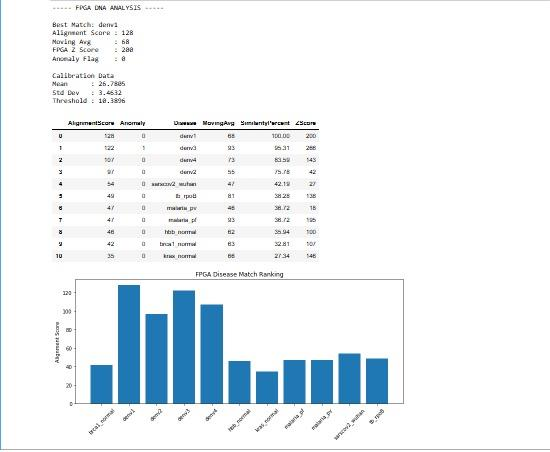 ----- FPGA DNA ANALYSIS -----
Best Match: denv1
Alignment Score : 128
Moving Avg : 68
FPGA Z Score : 200
Anomaly Flag : 0
Calibration Data
Mean : 26.7805
Std Dev : 3.4632
Threshold : 10.3896
AlignmentScore Anomaly Disease MovingAvg SimilarityPercent ZScore
0 128 0 denv1 68 100.00 200
1 122 1 denv3 93 95.31 266
2 107 0 denv4 73 83.59 143
3 97 0 denv2 55 75.78 42
4 54 0 sarscov2_wuhan 47 42.19 27
5 49 0 tb_rpoB 81 38.28 138
6 47 0 malaria_pv 46 36.72 18
7 47 0 malaria_pf 93 36.72 195
8 46 0 hbb_normal 62 35.94 100
9 42 0 brca1_normal 63 32.81 107
10 35 0 kras_normal 66 27.34 146
FPGA Disease Match Ranking
Alignment Score
120
100
80
60
40
20
0
brca1_normal
denv1
denv2
denv3
denv4
hbb_normal
kras_normal
malaria_pf
malaria_pv
sarscov2_wuhan
tb_rpoB